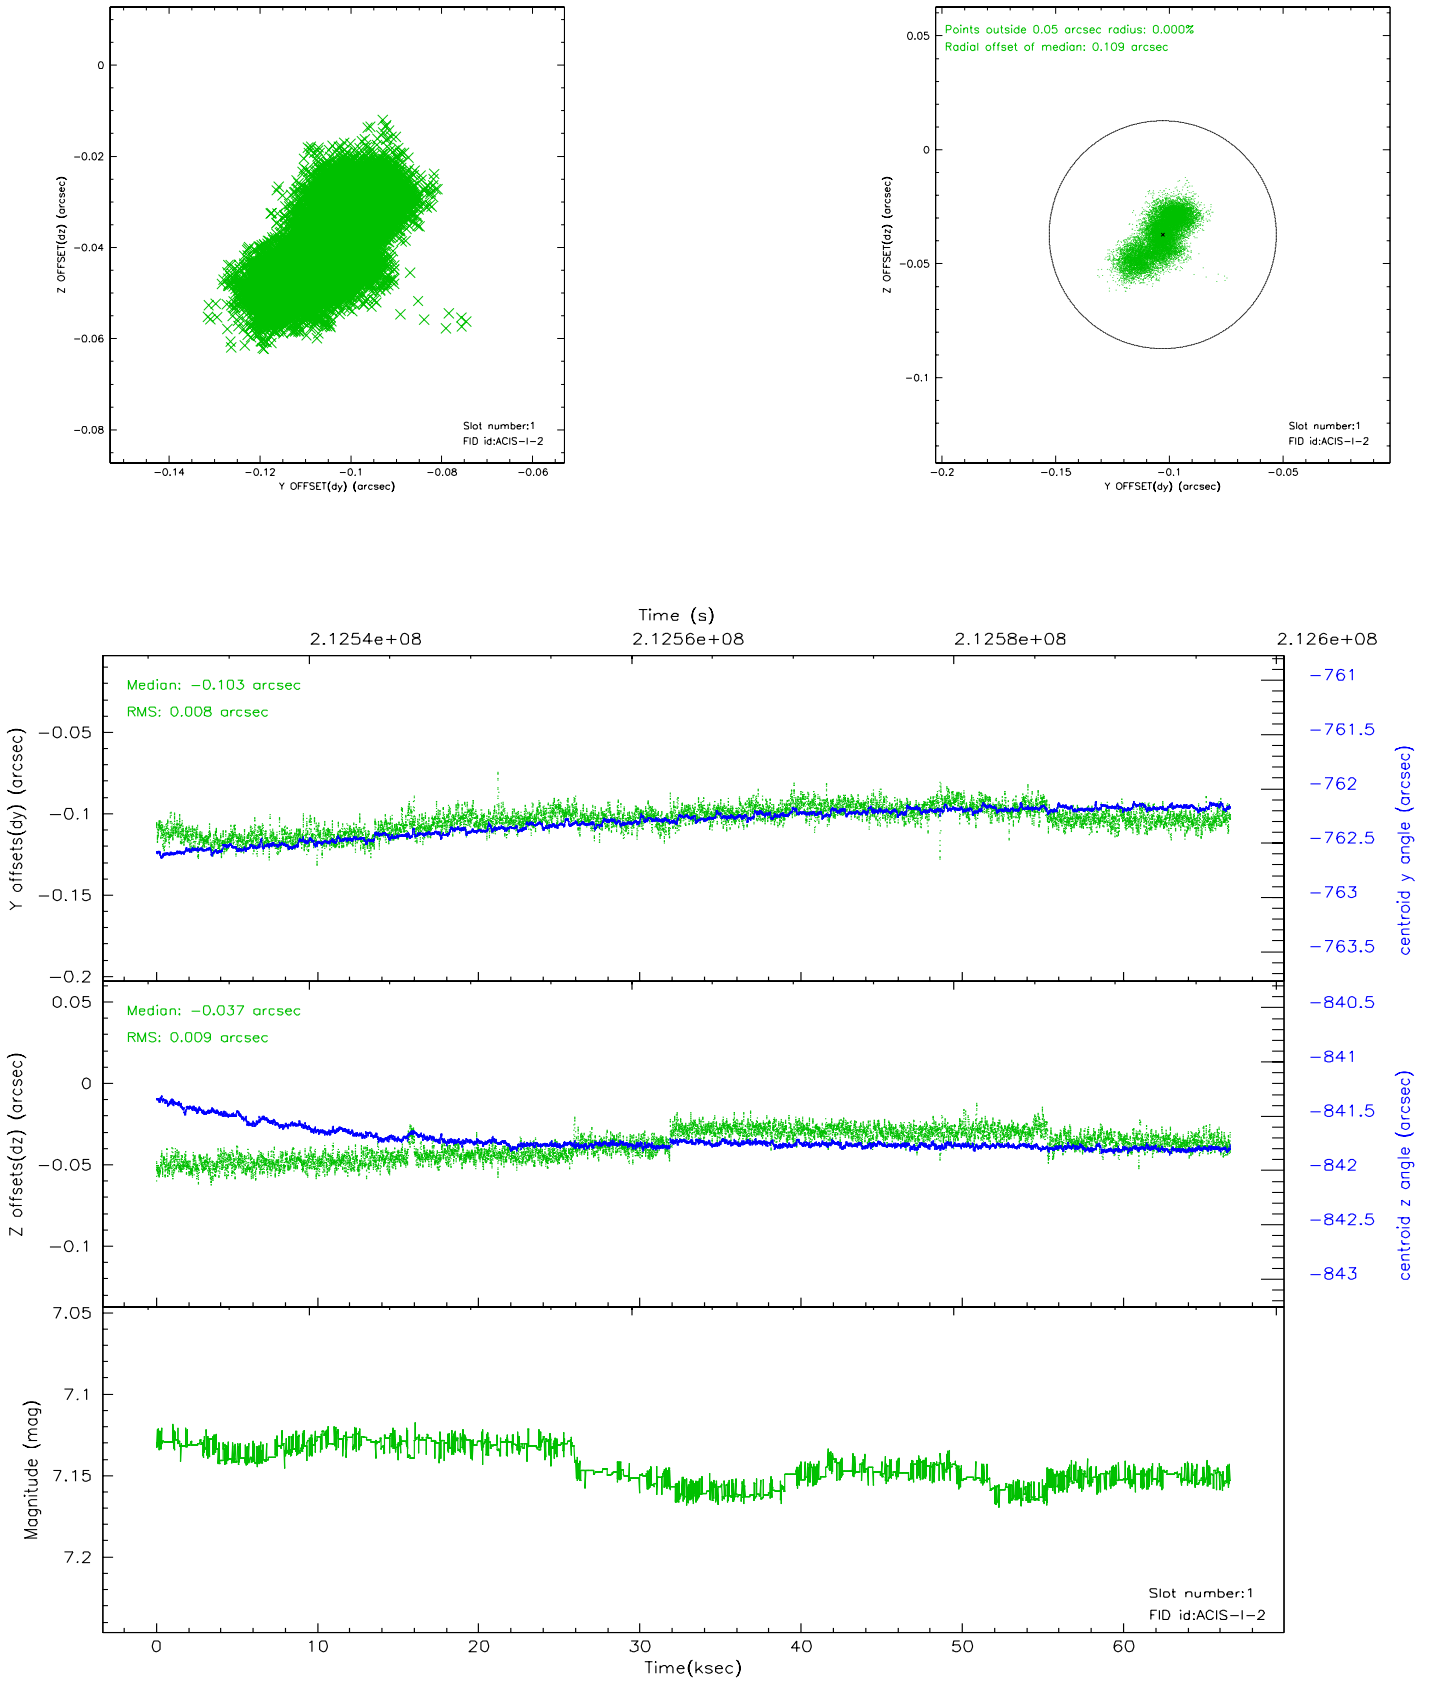 0
−0.02
−0.04
−0.06
−0.08
Z OFFSET(dz) (arcsec)
Slot number:1
FID id:ACIS−I−2
−0.14 −0.12 −0.1 −0.08 −0.06
Y OFFSET(dy) (arcsec)
Points outside 0.05 arcsec radius: 0.000%
Radial offset of median: 0.109 arcsec
0.05
0
−0.05
−0.1
Z OFFSET(dz) (arcsec)
Slot number:1
FID id:ACIS−I−2
−0.2 −0.15 −0.1 −0.05
Y OFFSET(dy) (arcsec)
Time (s)
2.1254e+08 2.1256e+08 2.1258e+08 2.126e+08
Median: −0.103 arcsec
RMS: 0.008 arcsec
−0.05
−0.1
−0.15
−0.2
Y offsets(dy) (arcsec)
−761
−761.5
−762
−762.5
−763
−763.5
centroid y angle (arcsec)
Median: −0.037 arcsec
RMS: 0.009 arcsec
0.05
0
−0.05
−0.1
Z offsets(dz) (arcsec)
−840.5
−841
−841.5
−842
−842.5
−843
centroid z angle (arcsec)
7.05
7.1
7.15
7.2
Magnitude (mag)
Slot number:1
FID id:ACIS−I−2
0 10 20 30 40 50 60
Time(ksec)